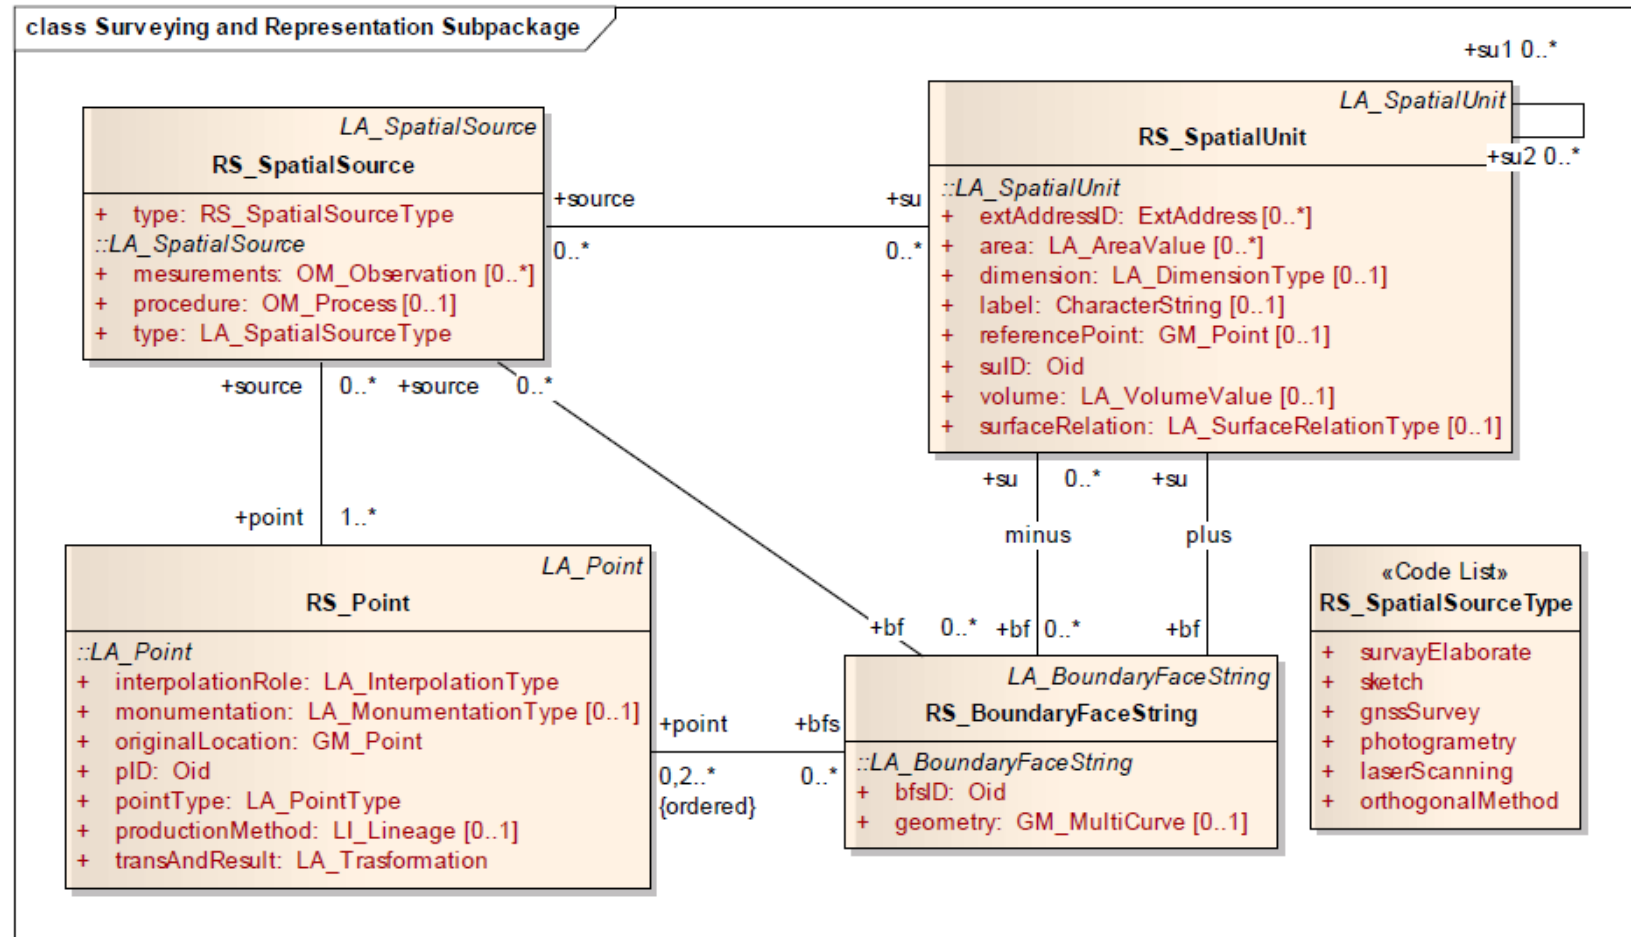 class Surveying and Representation Subpackage
+su1 0..*
LA_SpatialUnit
RS_SpatialUnit
+su2 0..*
::LA_SpatialUnit
+ extAddressID: ExtAddress [0..*]
+ area: LA_AreaValue [0..*]
+ dimension: LA_DimensionType [0..1]
+ label: CharacterString [0..1]
+ referencePoint: GM_Point [0..1]
+ suID: Oid
+ volume: LA_VolumeValue [0..1]
+ surfaceRelation: LA_SurfaceRelationType [0..1]
LA_SpatialSource
RS_SpatialSource
+ type: RS_SpatialSourceType
::LA_SpatialSource
+ mesurements: OM_Observation [0..*]
+ procedure: OM_Process [0..1]
+ type: LA_SpatialSourceType
+source
0..*
+su
0..*
+source 0..*
+source 0..*
+point 1..*
+su 0..*
+su
minus
plus
+bf 0..*
+bf 0..*
+bf
LA_Point
RS_Point
::LA_Point
+ interpolationRole: LA_InterpolationType
+ monumentation: LA_MonumentationType [0..1]
+ originalLocation: GM_Point
+ pID: Oid
+ pointType: LA_PointType
+ productionMethod: LI_Lineage [0..1]
+ transAndResult: LA_Trasformation
+point
0,2..*
{ordered}
+bfs
0..*
LA_BoundaryFaceString
RS_BoundaryFaceString
::LA_BoundaryFaceString
+ bfsID: Oid
+ geometry: GM_MultiCurve [0..1]
«Code List»
RS_SpatialSourceType
+ survayElaborate
+ sketch
+ gnssSurvey
+ photogrametry
+ laserScanning
+ orthogonalMethod